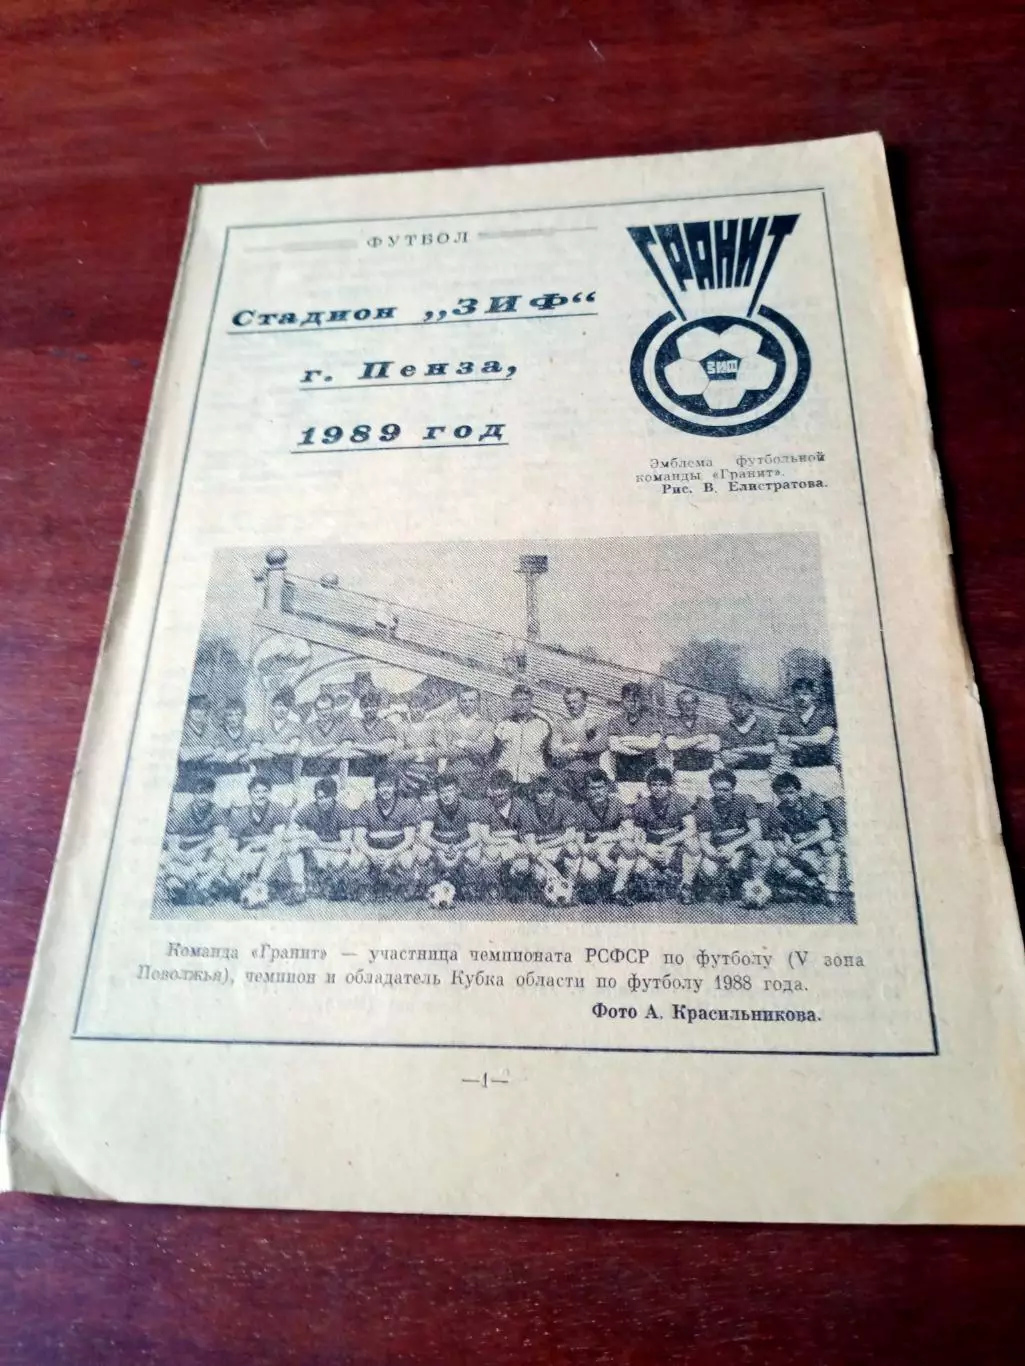 ФУТБОЛ
Стадион „ЗИФ“
г. Пенза,
1989 год
ГРАНИТ
ЗИФ
Эмблема футбольной
команды «Гранит».
Рис. В. Елистратова.
Команда «Гранит» — участница чемпионата РСФСР по футболу (V зона
Поволжья), чемпион и обладатель Кубка области по футболу 1988 года.
Фото А. Красильникова.
—1—